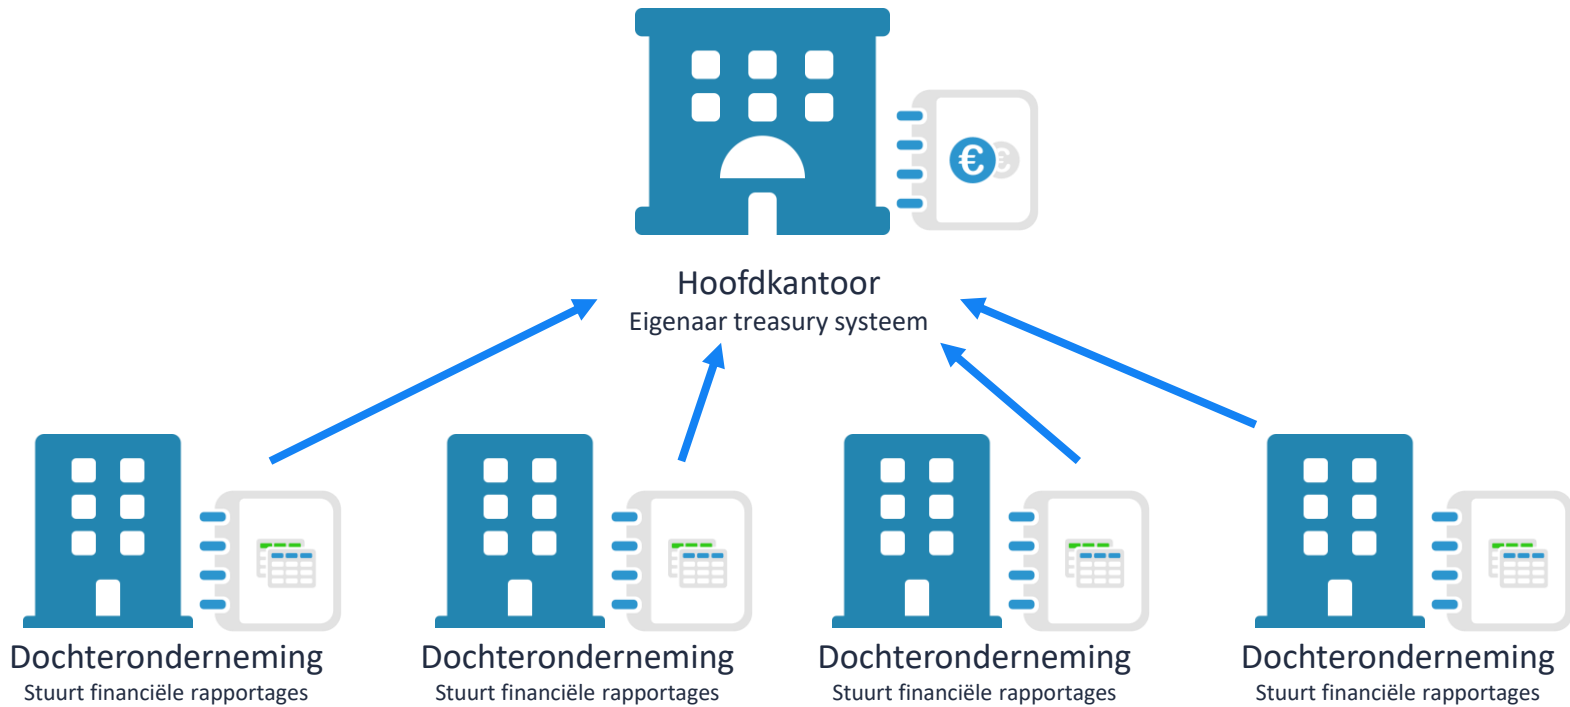 € €
Hoofdkantoor
Eigenaar treasury systeem
Dochteronderneming
Stuurt financiële rapportages
Dochteronderneming
Stuurt financiële rapportages
Dochteronderneming
Stuurt financiële rapportages
Dochteronderneming
Stuurt financiële rapportages